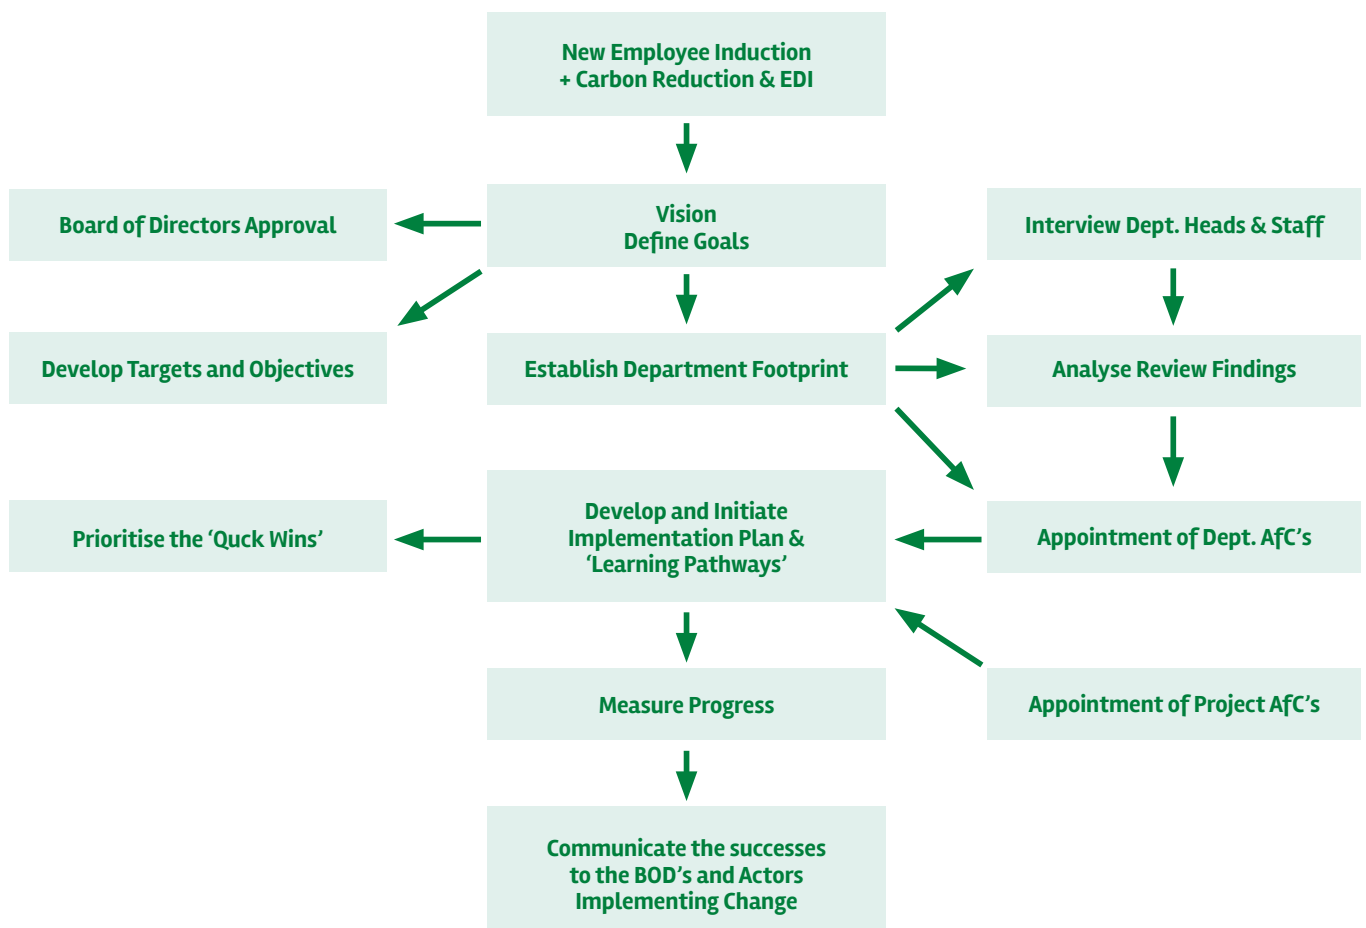 New Employee Induction
+ Carbon Reduction & EDI
Board of Directors Approval
Vision
Define Goals
Interview Dept. Heads & Staff
Develop Targets and Objectives
Establish Department Footprint
Analyse Review Findings
Prioritise the ‘Quck Wins’
Develop and Initiate
Implementation Plan &
‘Learning Pathways’
Appointment of Dept. AfC’s
Measure Progress
Appointment of Project AfC’s
Communicate the successes
to the BOD’s and Actors
Implementing Change